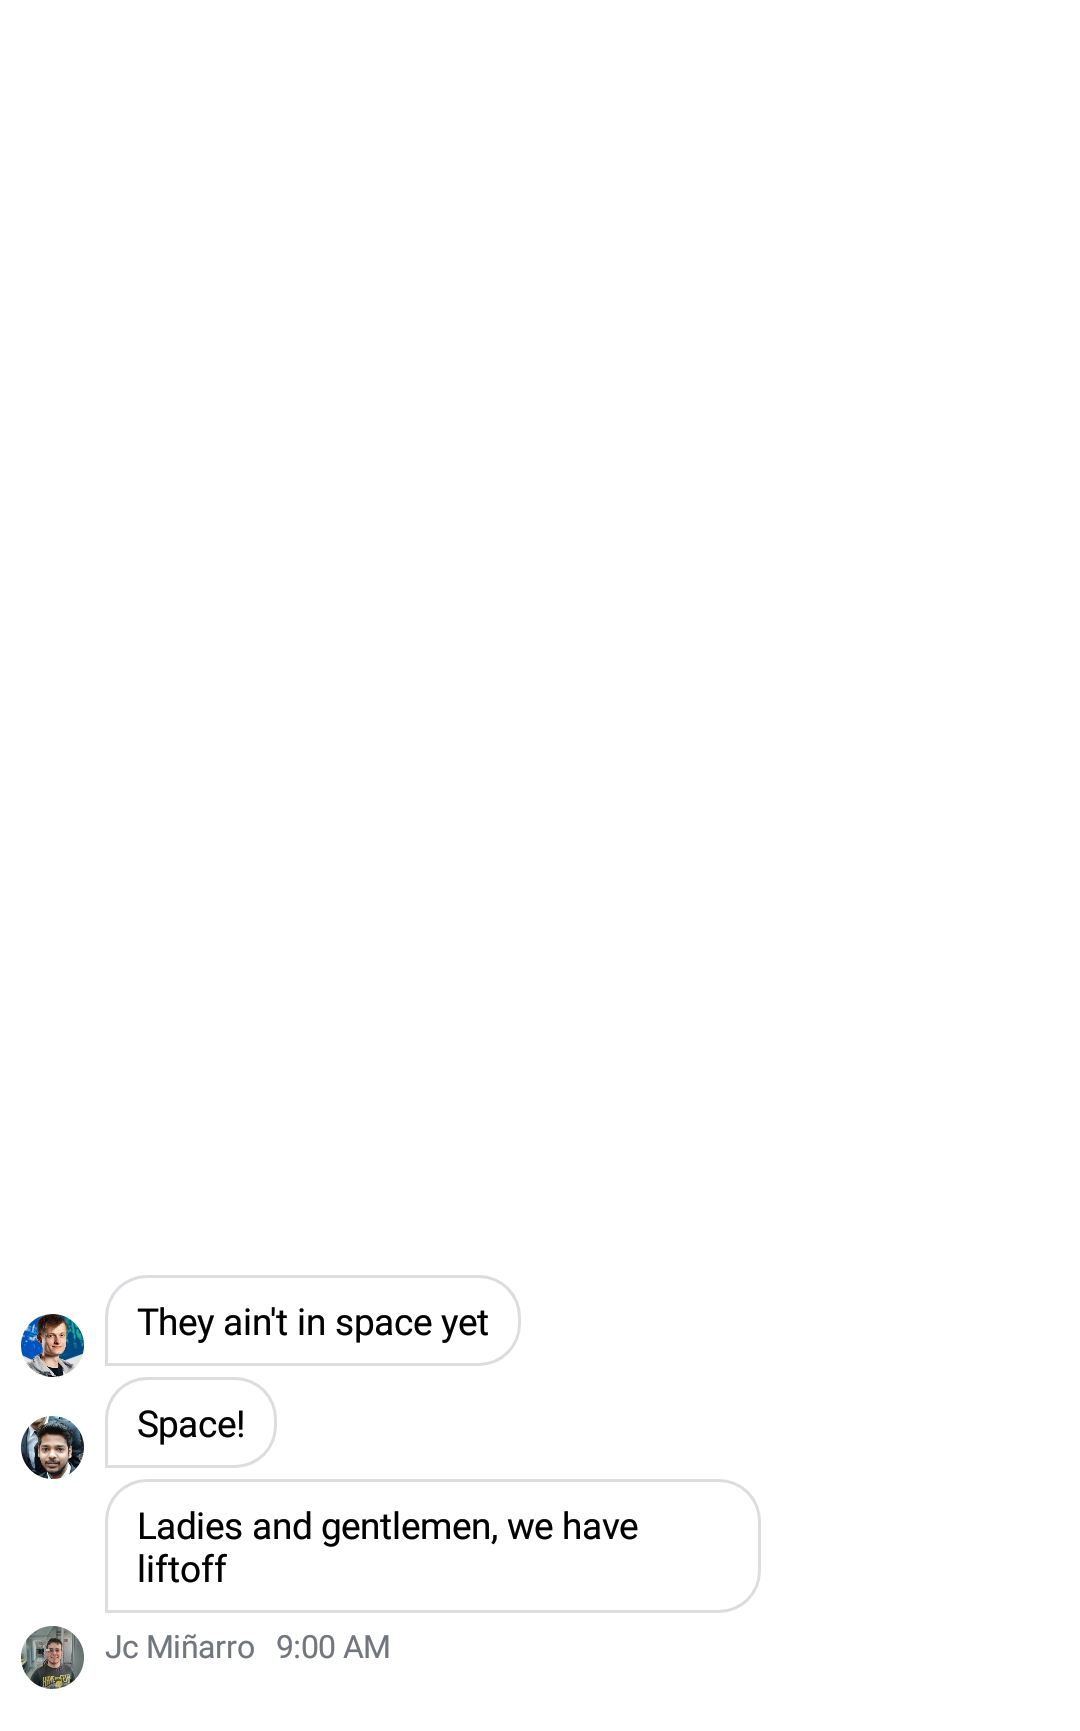 They ain't in space yet
Space!
Ladies and gentlemen, we have
liftoff
Jc Miñarro 9:00 AM